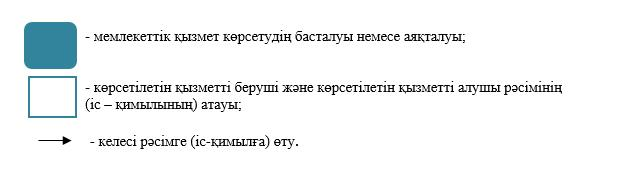 - мемлекеттік қызмет көрсетудің басталуы немесе аяқталуы;
- көрсетілетін қызметті беруші және көрсетілетін қызметті алушы рәсімінің
(іс – қимылының) атауы;
- келесі рәсімге (іс-қимылға) өту.